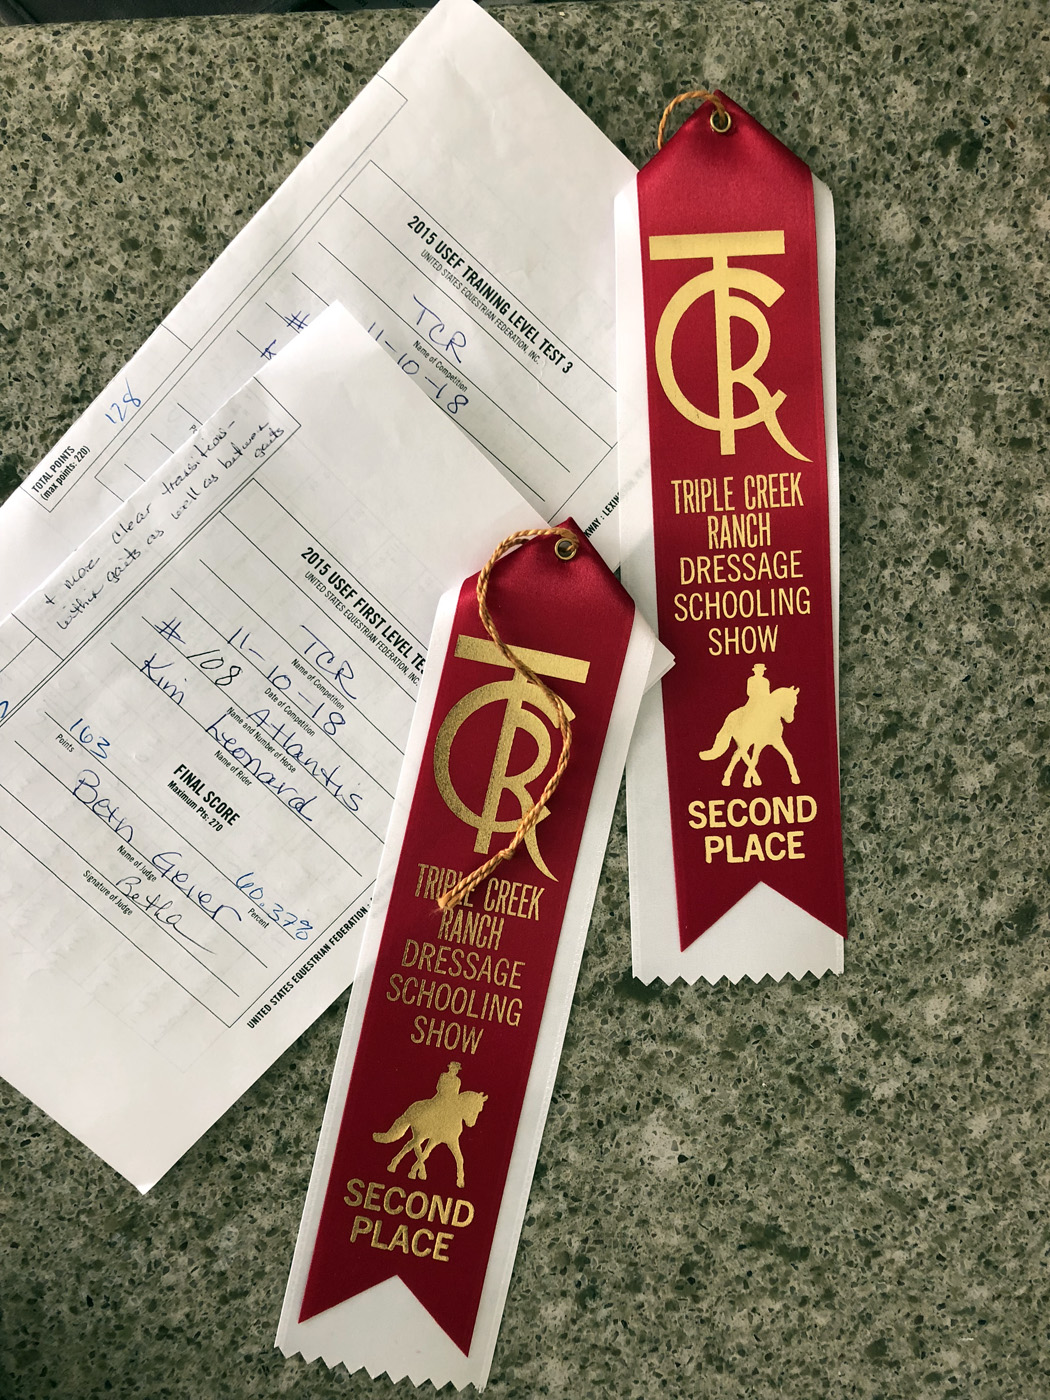 2015 USEF TRAINING LEVEL TEST 3
UNITED STATES EQUESTRIAN FEDERATION, INC.
TCR
Name of Competition
11-10-18
#
128
TOTAL POINTS
(max points: 220)
+ more clear transitions-
within gaits as well as between
gaits
2015 USEF FIRST LEVEL TE
UNITED STATES EQUESTRIAN FEDERATION, INC.
TCR
Name of Competition
11-10-18
Date of Competition
#108 Atlantis
Name and Number of Horse
Kim Leonard
Name of Rider
FINAL SCORE
Maximum Pts: 270
163
Points
60.37%
Percent
Beth Geier
Name of Judge
Signature of Judge
UNITED STATES EQUESTRIAN FEDERATION
TCR
TRIPLE CREEK
RANCH
DRESSAGE
SCHOOLING
SHOW
SECOND
PLACE
TCR
TRIPLE CREEK
RANCH
DRESSAGE
SCHOOLING
SHOW
SECOND
PLACE